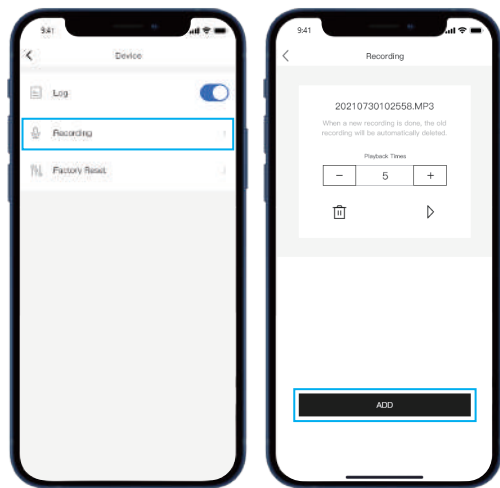 9:41
Device
Log
Recording
Factory Reset
9:41
Recording
20210730102558.MP3
When a new recording is done, the old
recording will be automatically deleted.
Playback Times
− 5 +
ADD